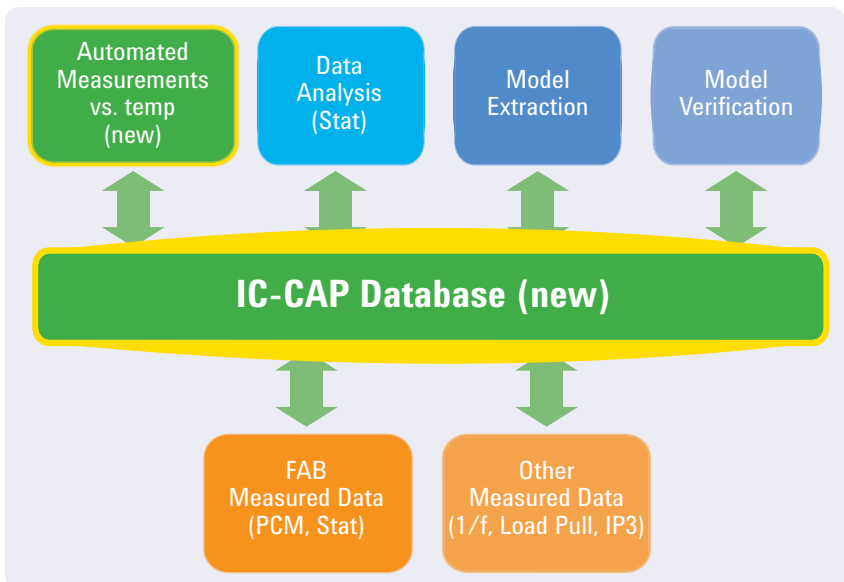 Automated
Measurements
vs. temp
(new)
Data
Analysis
(Stat)
Model
Extraction
Model
Verification
IC-CAP Database (new)
FAB
Measured Data
(PCM, Stat)
Other
Measured Data
(1/f, Load Pull, IP3)